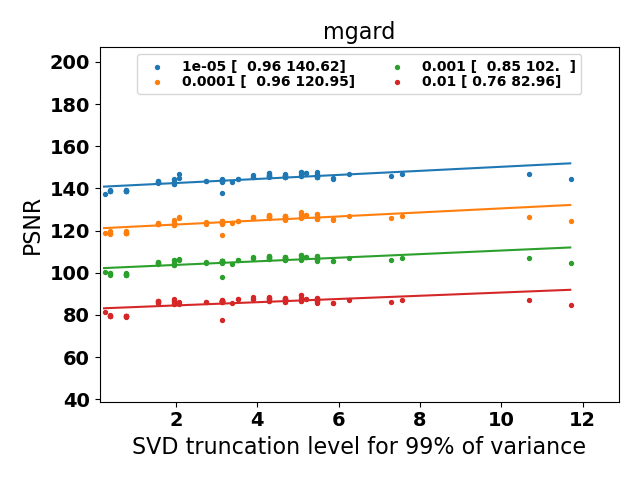 mgard
200
180
160
140
120
100
80
60
40
PSNR
1e-05 [  0.96 140.62]
0.0001 [  0.96 120.95]
0.001 [  0.85 102.  ]
0.01 [ 0.76 82.96]
2 4 6 8 10 12
SVD truncation level for 99% of variance